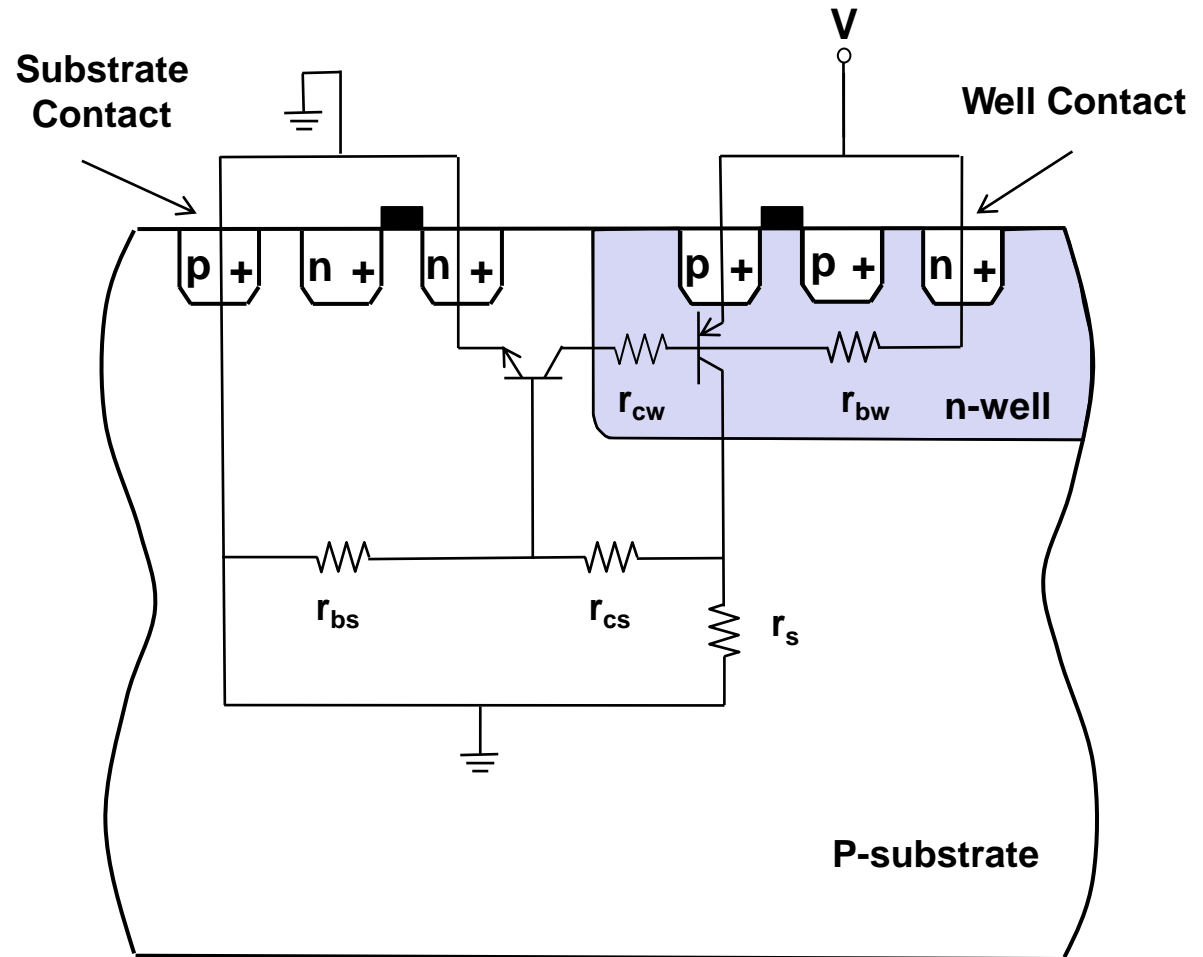 V
Substrate
Contact
Well Contact
p + n + n + p + p + n +
r_cw r_bw n-well
r_bs r_cs r_s
P-substrate